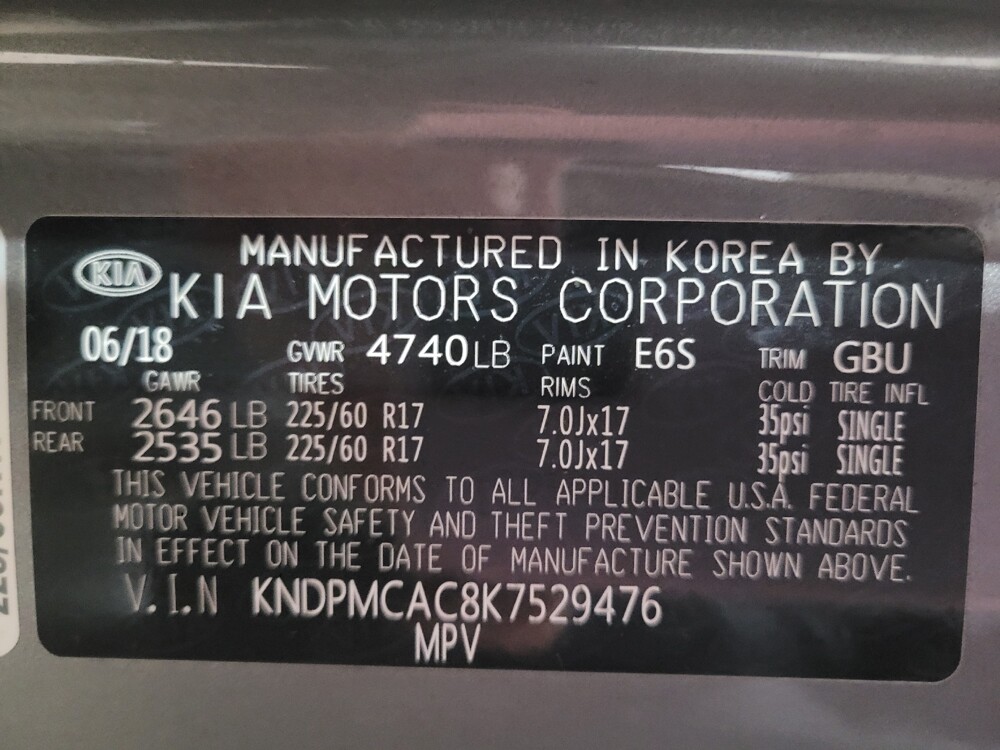 KIA
MANUFACTURED IN KOREA BY
KIA MOTORS CORPORATION
06/18 GVWR 4740 LB PAINT E6S TRIM GBU
GAWR TIRES RIMS COLD TIRE INFL
FRONT 2646 LB 225/60 R17 7.0Jx17 35psi SINGLE
REAR 2535 LB 225/60 R17 7.0Jx17 35psi SINGLE
THIS VEHICLE CONFORMS TO ALL APPLICABLE U.S.A. FEDERAL
MOTOR VEHICLE SAFETY AND THEFT PREVENTION STANDARDS
IN EFFECT ON THE DATE OF MANUFACTURE SHOWN ABOVE.
V.I.N KNDPMCAC8K7529476
MPV